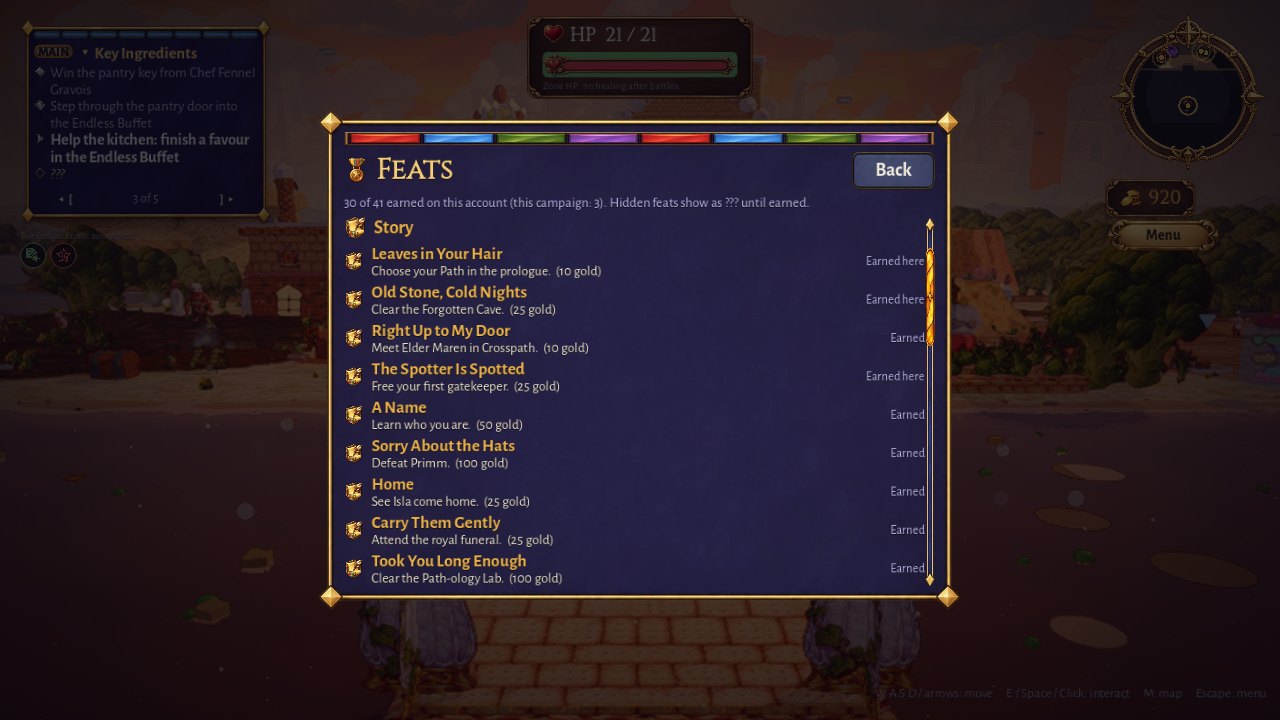 MAIN ▾ Key Ingredients
Win the pantry key from Chef Fennel
Gravois
Step through the pantry door into
the Endless Buffet
Help the kitchen: finish a favour
in the Endless Buffet
???
◂ [ 3 of 5 ] ▸
HP 21 / 21
Zone HP: no healing after battles.
920
Menu
Feats
Back
30 of 41 earned on this account (this campaign: 3). Hidden feats show as ??? until earned.
Story
Leaves in Your Hair
Choose your Path in the prologue. (10 gold)
Earned here
Old Stone, Cold Nights
Clear the Forgotten Cave. (25 gold)
Earned here
Right Up to My Door
Meet Elder Maren in Crosspath. (10 gold)
Earned
The Spotter Is Spotted
Free your first gatekeeper. (25 gold)
Earned here
A Name
Learn who you are. (50 gold)
Earned
Sorry About the Hats
Defeat Primm. (100 gold)
Earned
Home
See Isla come home. (25 gold)
Earned
Carry Them Gently
Attend the royal funeral. (25 gold)
Earned
Took You Long Enough
Clear the Path-ology Lab. (100 gold)
Earned
W A S D / arrows: move E / Space / Click: interact M: map Escape: menu